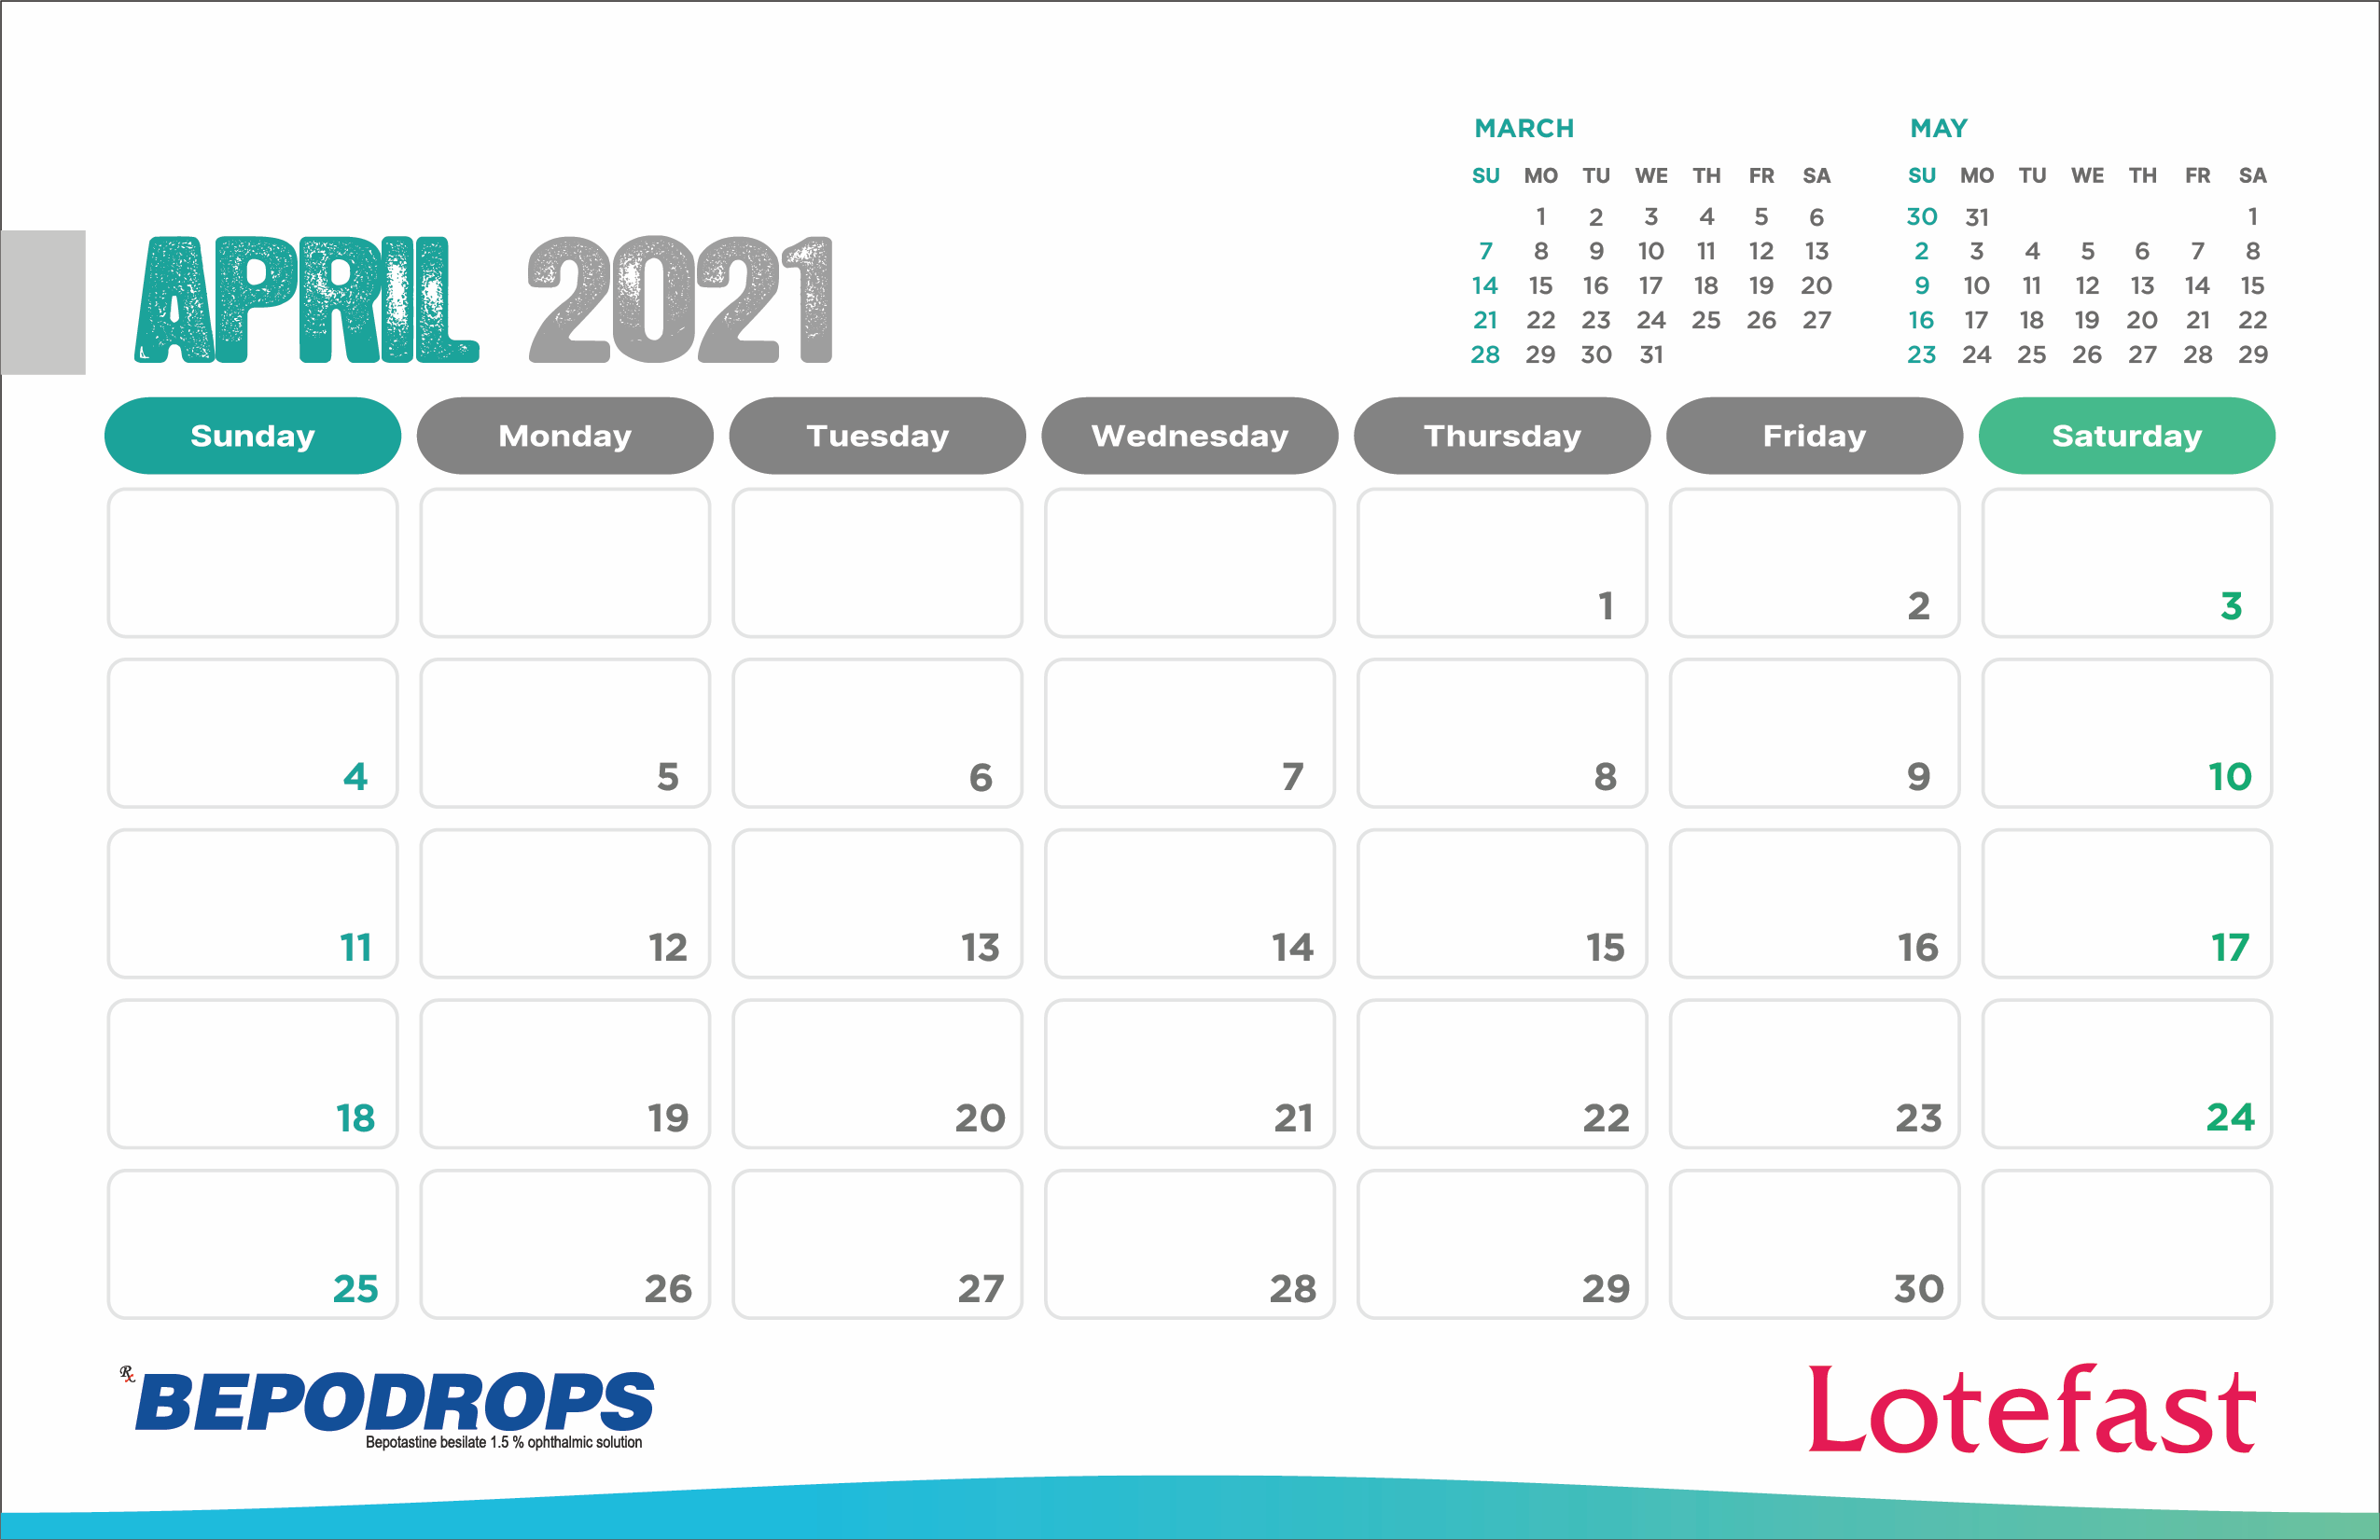 MARCH
SU MO TU WE TH FR SA
1 2 3 4 5 6
7 8 9 10 11 12 13
14 15 16 17 18 19 20
21 22 23 24 25 26 27
28 29 30 31
MAY
SU MO TU WE TH FR SA
30 31 1
2 3 4 5 6 7 8
9 10 11 12 13 14 15
16 17 18 19 20 21 22
23 24 25 26 27 28 29
APRIL 2021
Sunday Monday Tuesday Wednesday Thursday Friday Saturday
1 2 3
4 5 6 7 8 9 10
11 12 13 14 15 16 17
18 19 20 21 22 23 24
25 26 27 28 29 30
Rx BEPODROPS
Bepotastine besilate 1.5 % ophthalmic solution
Lotefast